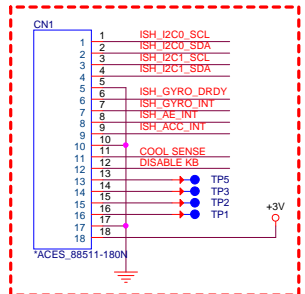 CN1
1 1 ISH_I2C0_SCL
2 2 ISH_I2C0_SDA
3 3 ISH_I2C1_SCL
4 4 ISH_I2C1_SDA
5 5
6 6 ISH_GYRO_DRDY
7 7 ISH_GYRO_INT
8 8 ISH_AE_INT
9 9 ISH_ACC_INT
10 10
11 11 COOL SENSE
12 12 DISABLE KB
13 13 TP5
14 14 TP3
15 15 TP2
16 16 TP1
17 17
18 18
+3V
*ACES_88511-180N